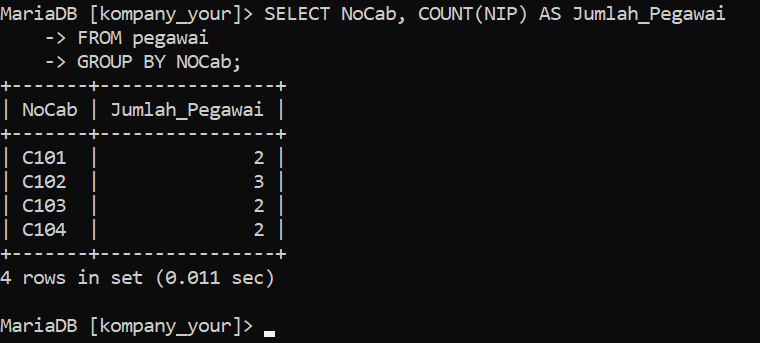 MariaDB [kompany_your]> SELECT NoCab, COUNT(NIP) AS Jumlah_Pegawai
    -> FROM pegawai
    -> GROUP BY NOCab;
+-------+----------------+
| NoCab | Jumlah_Pegawai |
+-------+----------------+
| C101  |              2 |
| C102  |              3 |
| C103  |              2 |
| C104  |              2 |
+-------+----------------+
4 rows in set (0.011 sec)
MariaDB [kompany_your]>